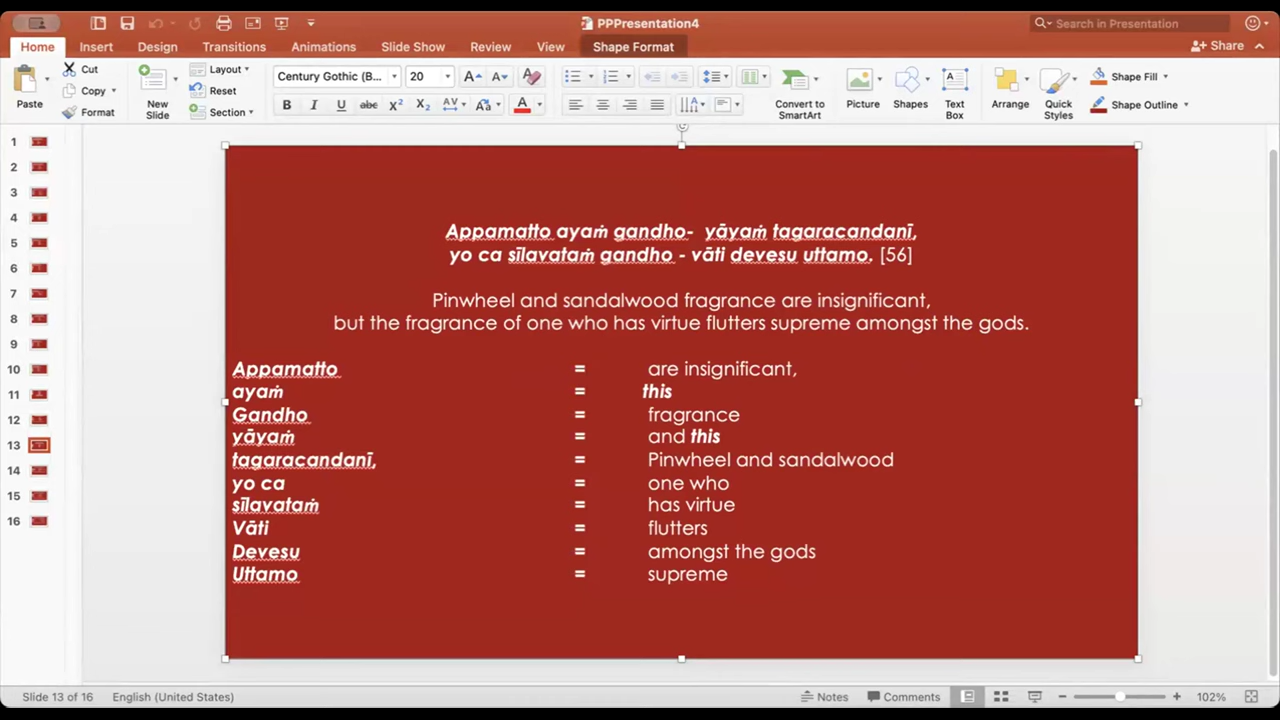 PPPresentation4
Search in Presentation
Home Insert Design Transitions Animations Slide Show Review View Shape Format
Share
Paste
Cut
Copy
Format
New Slide
Layout
Reset
Section
Century Gothic (B... 20
B I U abc X² X₂ AV Aa A
Convert to SmartArt
Picture
Shapes
Text Box
Arrange
Quick Styles
Shape Fill
Shape Outline
1
2
3
4
5
6
7
8
9
10
11
12
13
14
15
16
Appamatto ayaṁ gandho- yāyaṁ tagaracandanī,
yo ca sīlavataṁ gandho - vāti devesu uttamo. [56]
Pinwheel and sandalwood fragrance are insignificant,
but the fragrance of one who has virtue flutters supreme amongst the gods.
Appamatto = are insignificant,
ayaṁ = this
Gandho = fragrance
yāyaṁ = and this
tagaracandanī, = Pinwheel and sandalwood
yo ca = one who
sīlavataṁ = has virtue
Vāti = flutters
Devesu = amongst the gods
Uttamo = supreme
Slide 13 of 16 English (United States) Notes Comments 102%